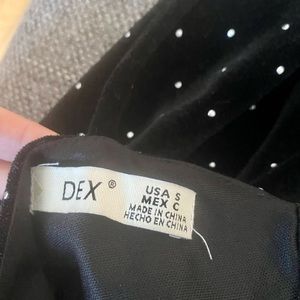 DEX ®
USA S
MEX C
MADE IN CHINA
HECHO EN CHINA